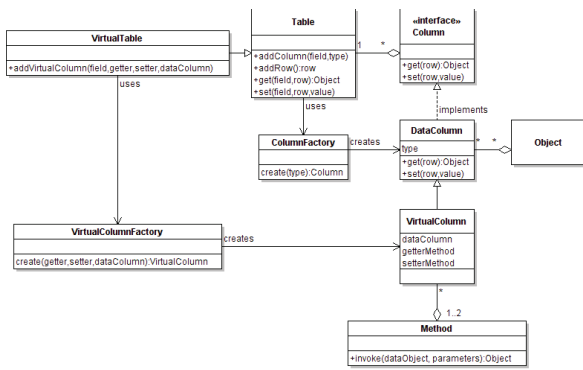 VirtualTable
+addVirtualColumn(field,getter,setter,dataColumn)
Table
+addColumn(field,type)
+addRow():row
+get(field,row):Object
+set(field,row,value)
1
*
«interface»
Column
+get(row):Object
+set(row,value)
uses
uses
implements
ColumnFactory
create(type):Column
creates
DataColumn
type
+get(row):Object
+set(row,value)
*
*
Object
VirtualColumnFactory
create(getter,setter,dataColumn):VirtualColumn
creates
VirtualColumn
dataColumn
getterMethod
setterMethod
*
1..2
Method
+invoke(dataObject, parameters):Object